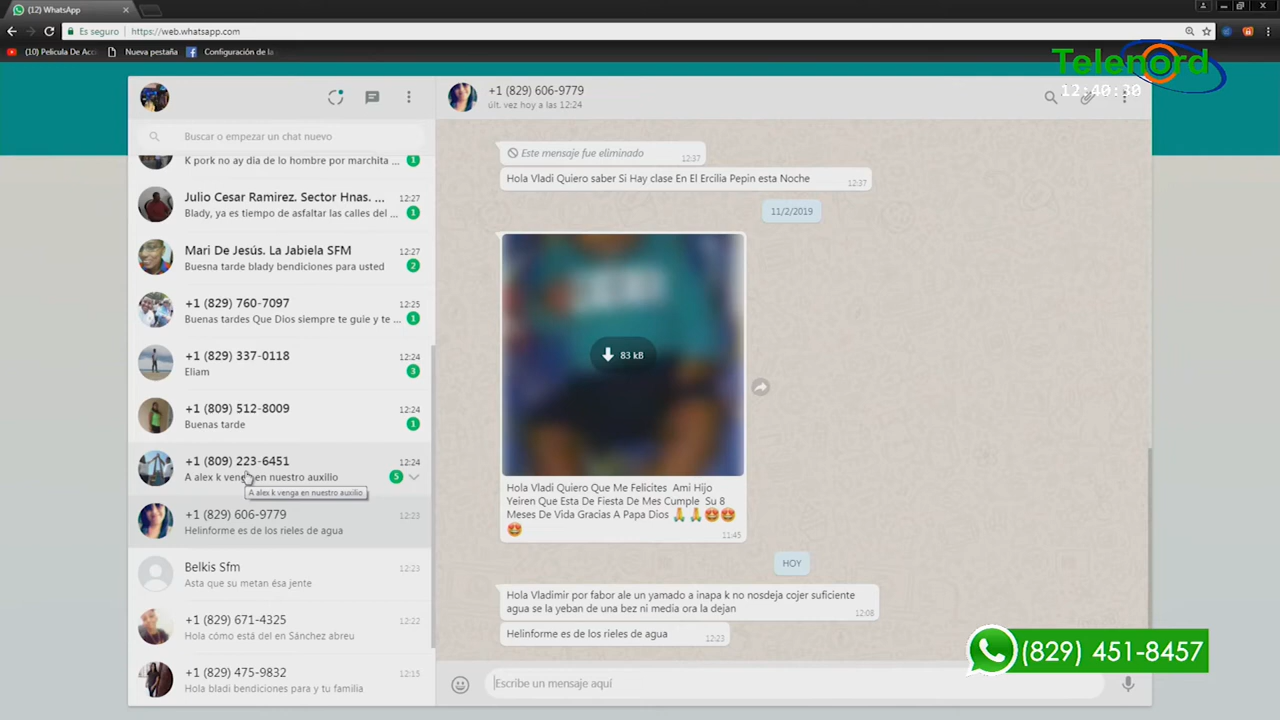 (12) WhatsApp
Es seguro
https://web.whatsapp.com
(10) Pelicula De Acc
Nueva pestaña
Configuración de la
Telenord
12:40:30
Buscar o empezar un chat nuevo
K pork no ay dia de lo hombre por marchita ...
1
Julio Cesar Ramirez. Sector Hnas. ...
12:27
Blady, ya es tiempo de asfaltar las calles del ...
1
Mari De Jesús. La Jabiela SFM
12:27
Buesna tarde blady bendiciones para usted
2
+1 (829) 760-7097
12:25
Buenas tardes Que Dios siempre te guie y te ...
1
+1 (829) 337-0118
12:24
Eliam
3
+1 (809) 512-8009
12:24
Buenas tarde
1
+1 (809) 223-6451
12:24
A alex k venga en nuestro auxilio
5
A alex k venga en nuestro auxilio
+1 (829) 606-9779
12:23
Helinforme es de los rieles de agua
Belkis Sfm
12:23
Asta que su metan ésa jente
+1 (829) 671-4325
12:22
Hola cómo está del en Sánchez abreu
+1 (829) 475-9832
12:15
Hola bladi bendiciones para y tu familia
+1 (829) 606-9779
últ. vez hoy a las 12:24
Este mensaje fue eliminado
12:37
Hola Vladi Quiero saber Si Hay clase En El Ercilia Pepin esta Noche
12:37
11/2/2019
83 kB
Hola Vladi Quiero Que Me Felicites Ami Hijo
Yeiren Que Esta De Fiesta De Mes Cumple Su 8
Meses De Vida Gracias A Papa Dios 🙏 🙏😍😍
😍
11:45
HOY
Hola Vladimir por fabor ale un yamado a inapa k no nosdeja cojer suficiente
agua se la yeban de una bez ni media ora la dejan
12:08
Helinforme es de los rieles de agua
12:23
Escribe un mensaje aquí
(829) 451-8457